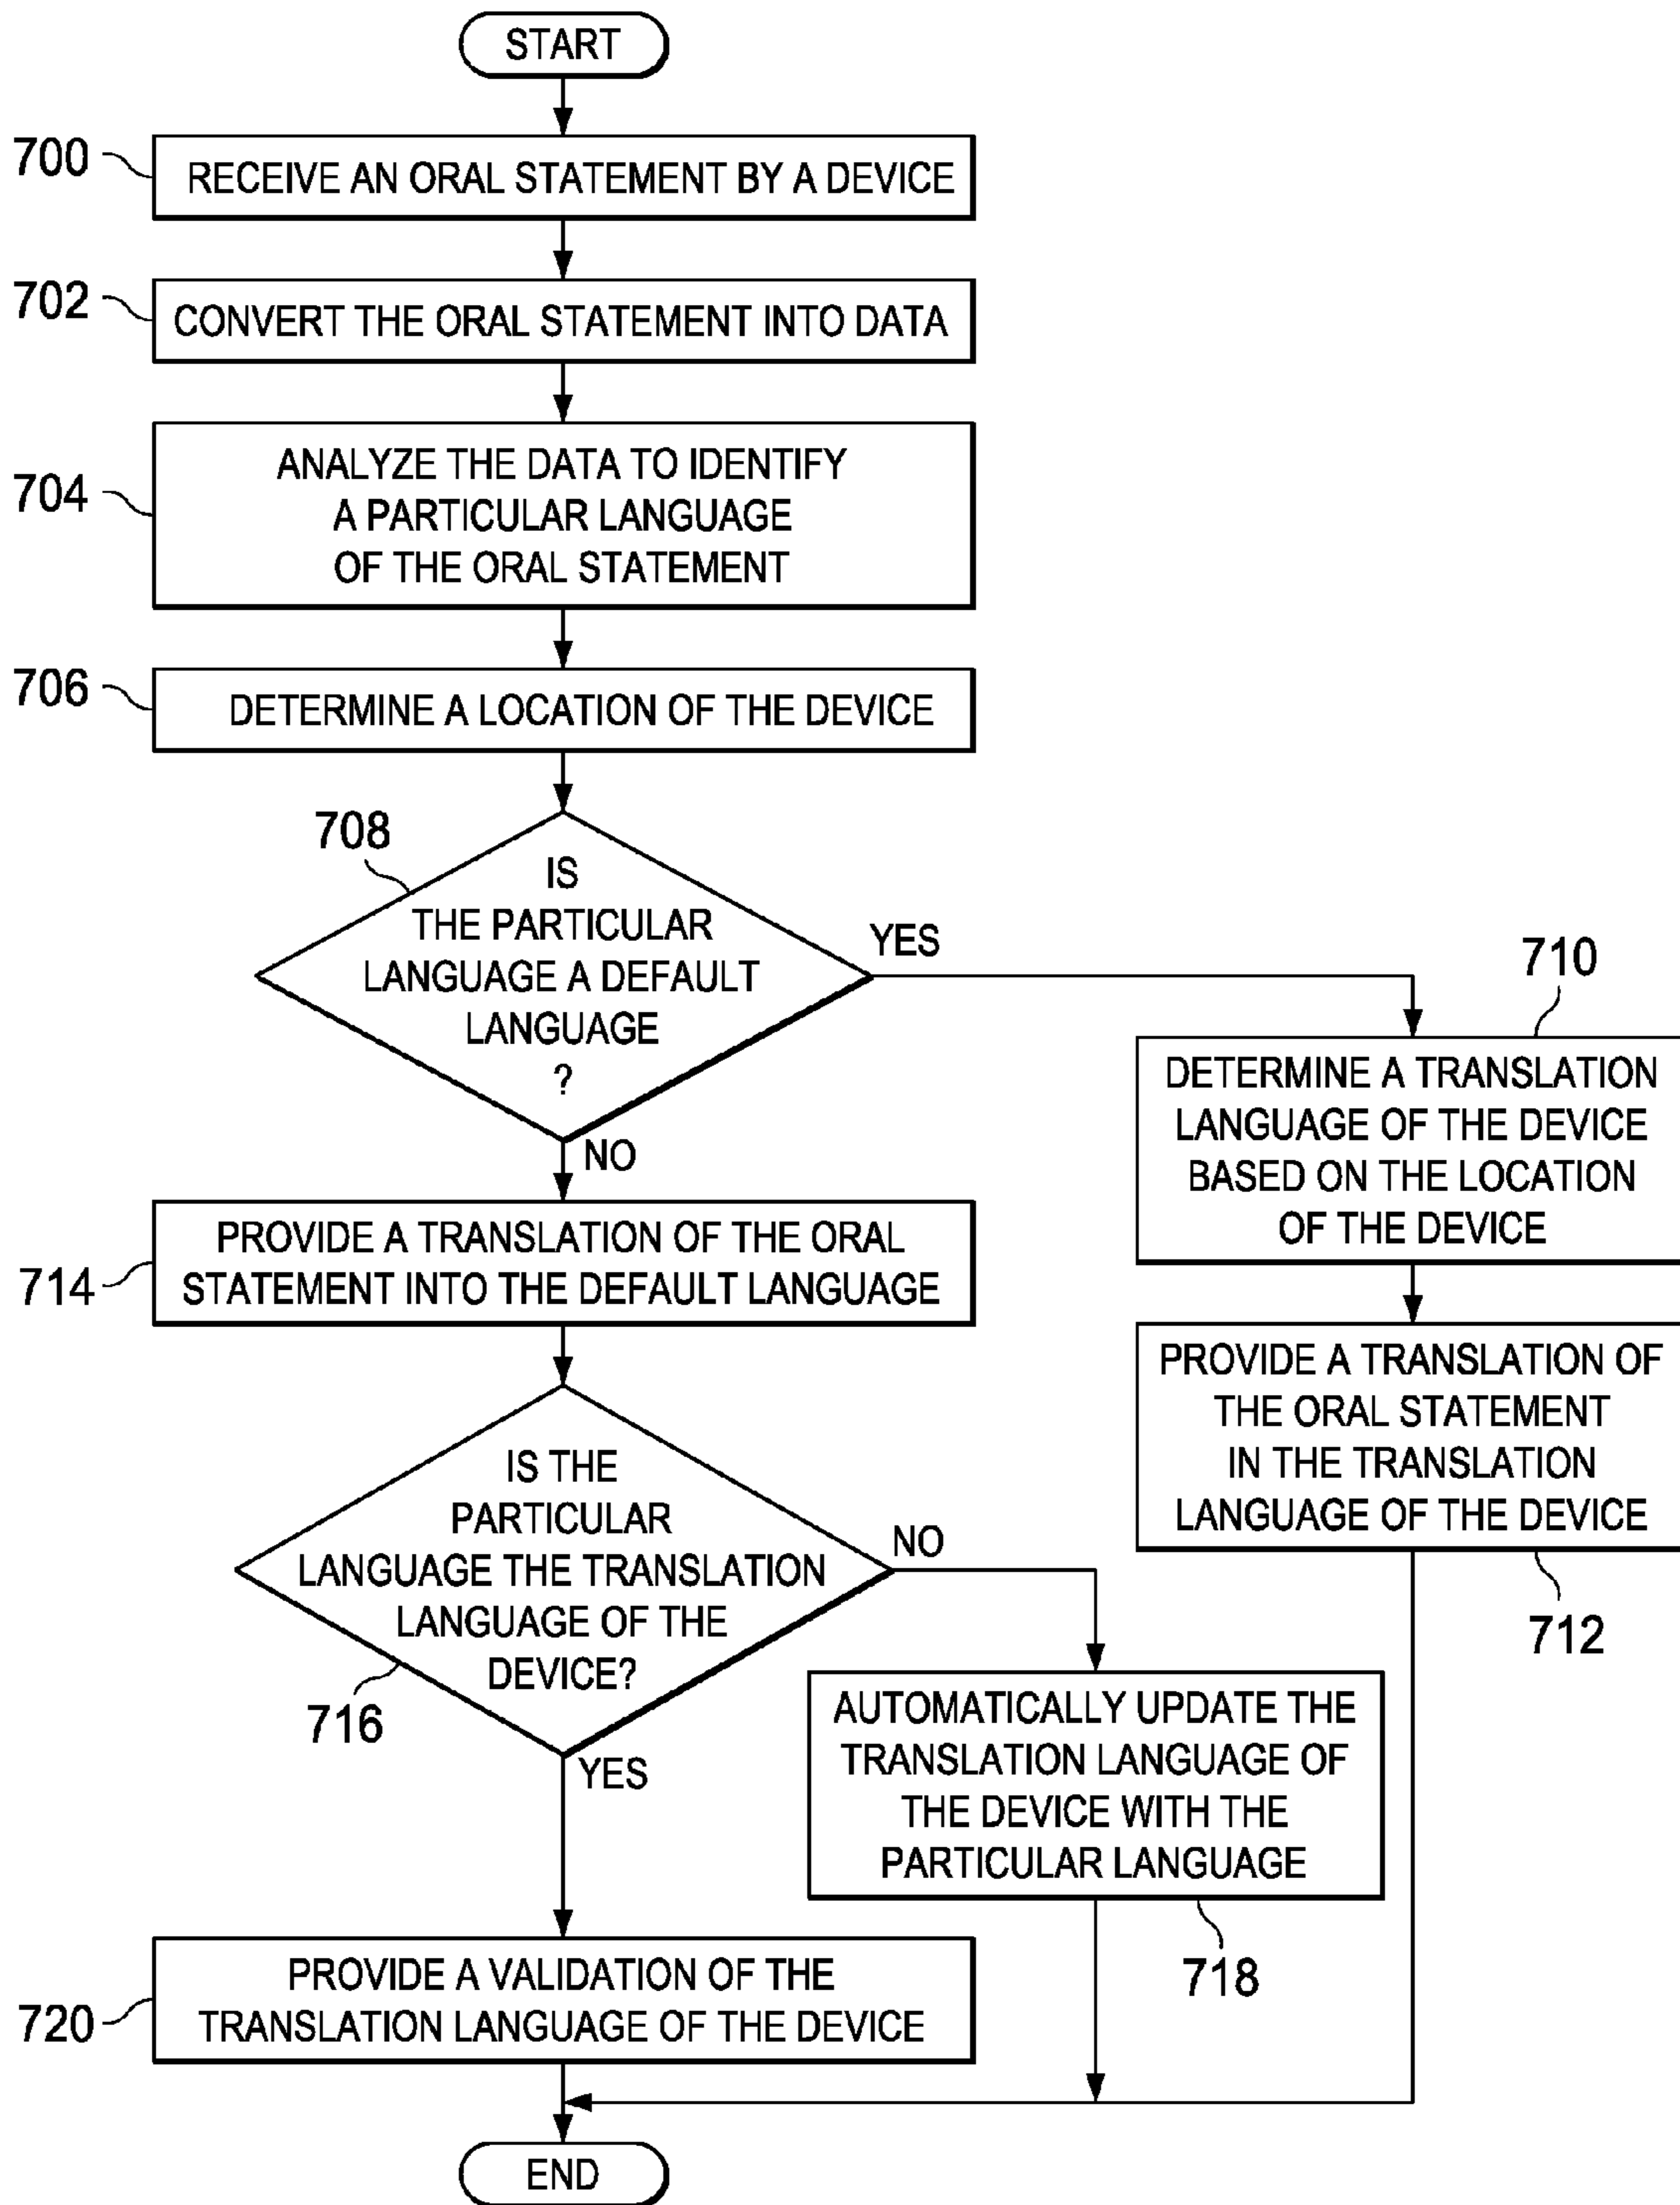 START
700
RECEIVE AN ORAL STATEMENT BY A DEVICE
702
CONVERT THE ORAL STATEMENT INTO DATA
704
ANALYZE THE DATA TO IDENTIFY
A PARTICULAR LANGUAGE
OF THE ORAL STATEMENT
706
DETERMINE A LOCATION OF THE DEVICE
708
IS
THE PARTICULAR
LANGUAGE A DEFAULT
LANGUAGE
?
YES
NO
710
DETERMINE A TRANSLATION
LANGUAGE OF THE DEVICE
BASED ON THE LOCATION
OF THE DEVICE
PROVIDE A TRANSLATION OF
THE ORAL STATEMENT
IN THE TRANSLATION
LANGUAGE OF THE DEVICE
712
714
PROVIDE A TRANSLATION OF THE ORAL
STATEMENT INTO THE DEFAULT LANGUAGE
IS THE
PARTICULAR
LANGUAGE THE TRANSLATION
LANGUAGE OF THE
DEVICE?
716
NO
YES
AUTOMATICALLY UPDATE THE
TRANSLATION LANGUAGE OF
THE DEVICE WITH THE
PARTICULAR LANGUAGE
718
720
PROVIDE A VALIDATION OF THE
TRANSLATION LANGUAGE OF THE DEVICE
END